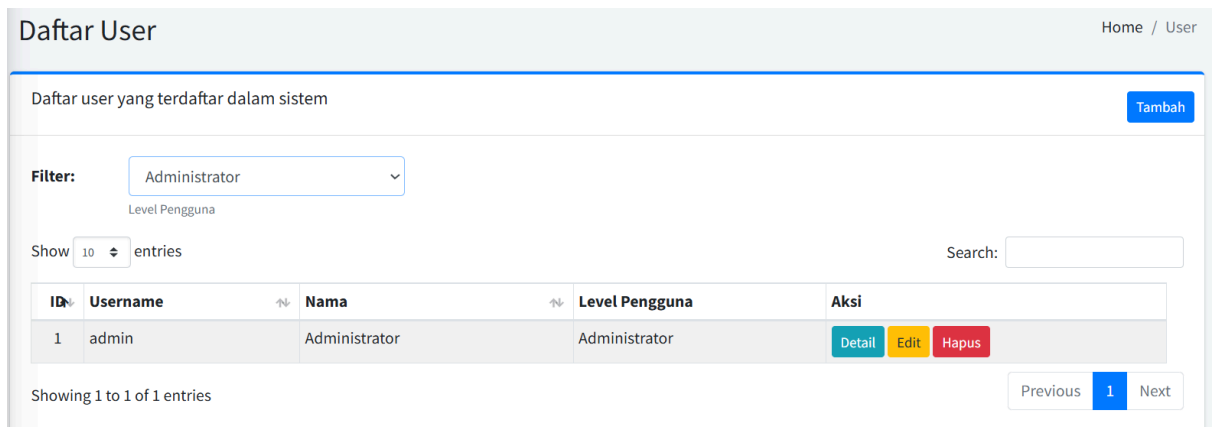 Daftar User
Home / User
Daftar user yang terdaftar dalam sistem
Tambah
Filter:
Administrator
Level Pengguna
Show 10 entries
Search:
ID Username Nama Level Pengguna Aksi
1 admin Administrator Administrator Detail Edit Hapus
Showing 1 to 1 of 1 entries
Previous 1 Next